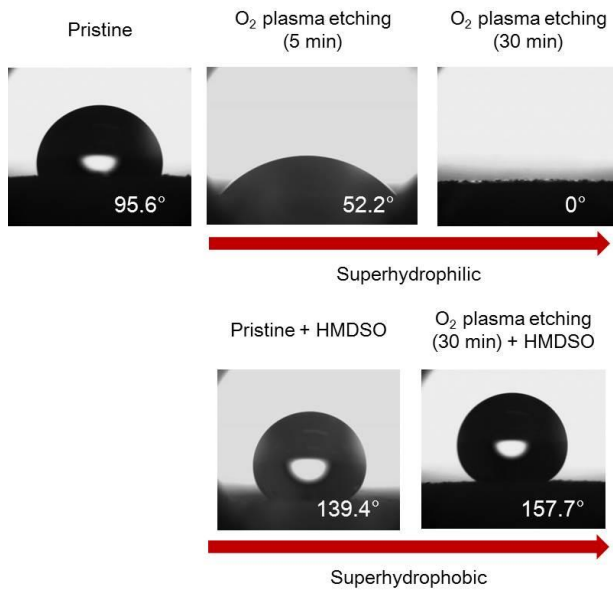 Pristine
O₂ plasma etching
(5 min)
O₂ plasma etching
(30 min)
95.6°
52.2°
0°
Superhydrophilic
Pristine + HMDSO
O₂ plasma etching
(30 min) + HMDSO
139.4°
157.7°
Superhydrophobic